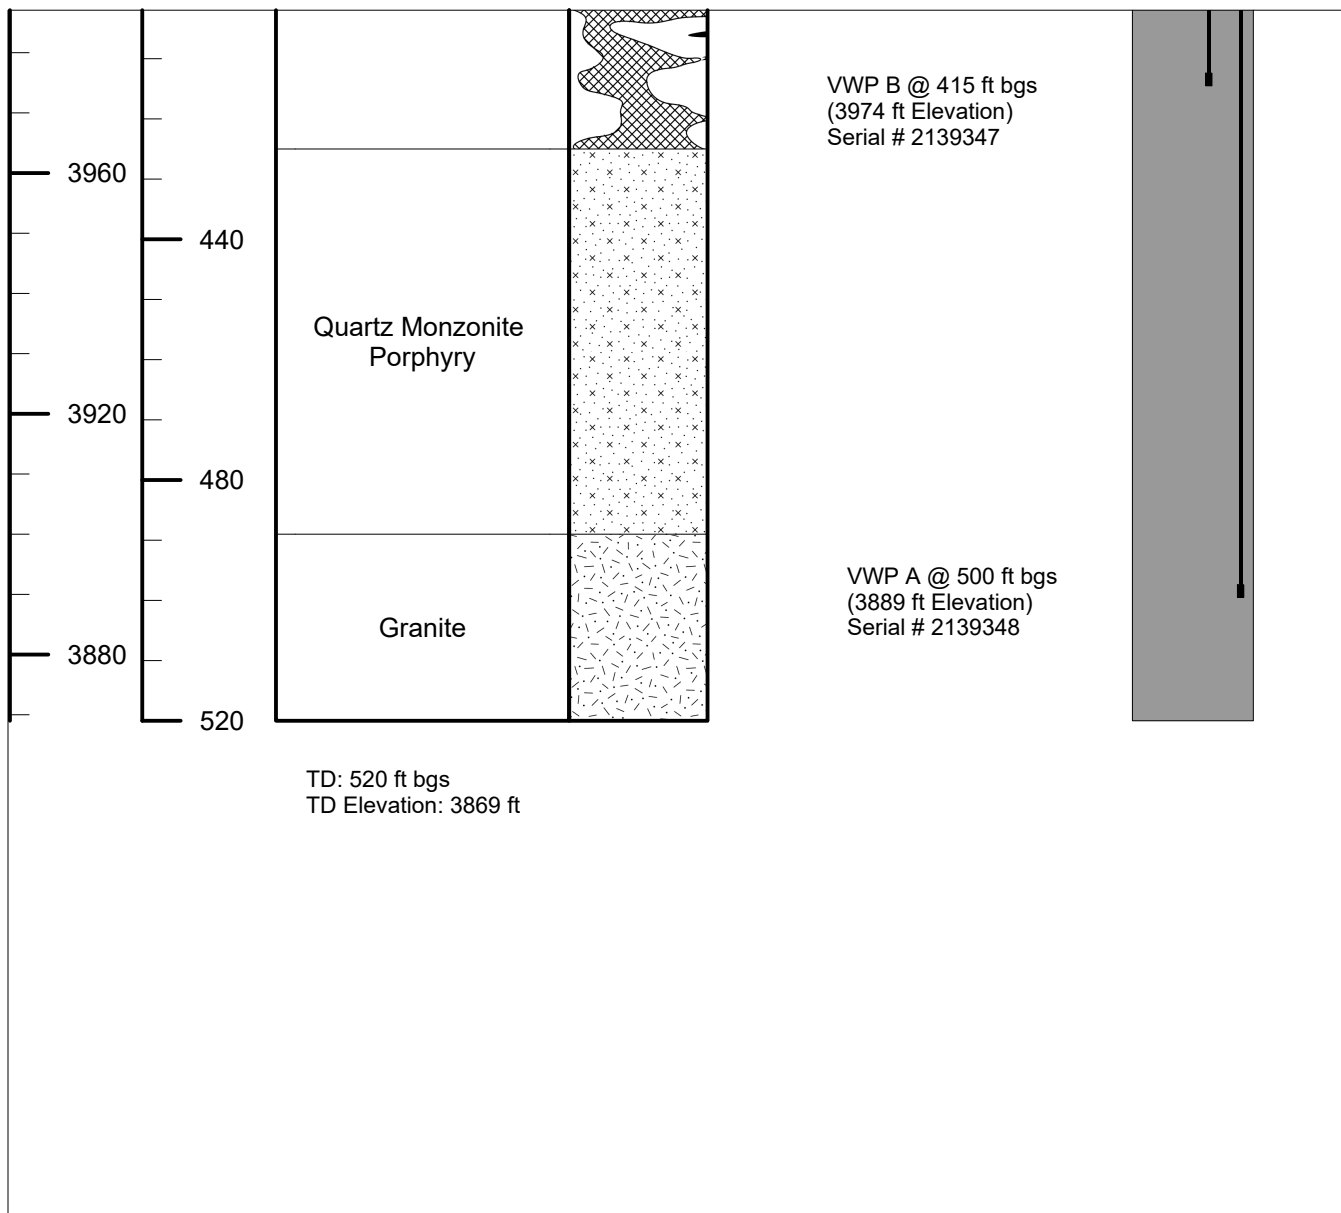 VWP B @ 415 ft bgs
(3974 ft Elevation)
Serial # 2139347
3960
440
Quartz Monzonite
Porphyry
3920
480
VWP A @ 500 ft bgs
(3889 ft Elevation)
Serial # 2139348
Granite
3880
520
TD: 520 ft bgs
TD Elevation: 3869 ft